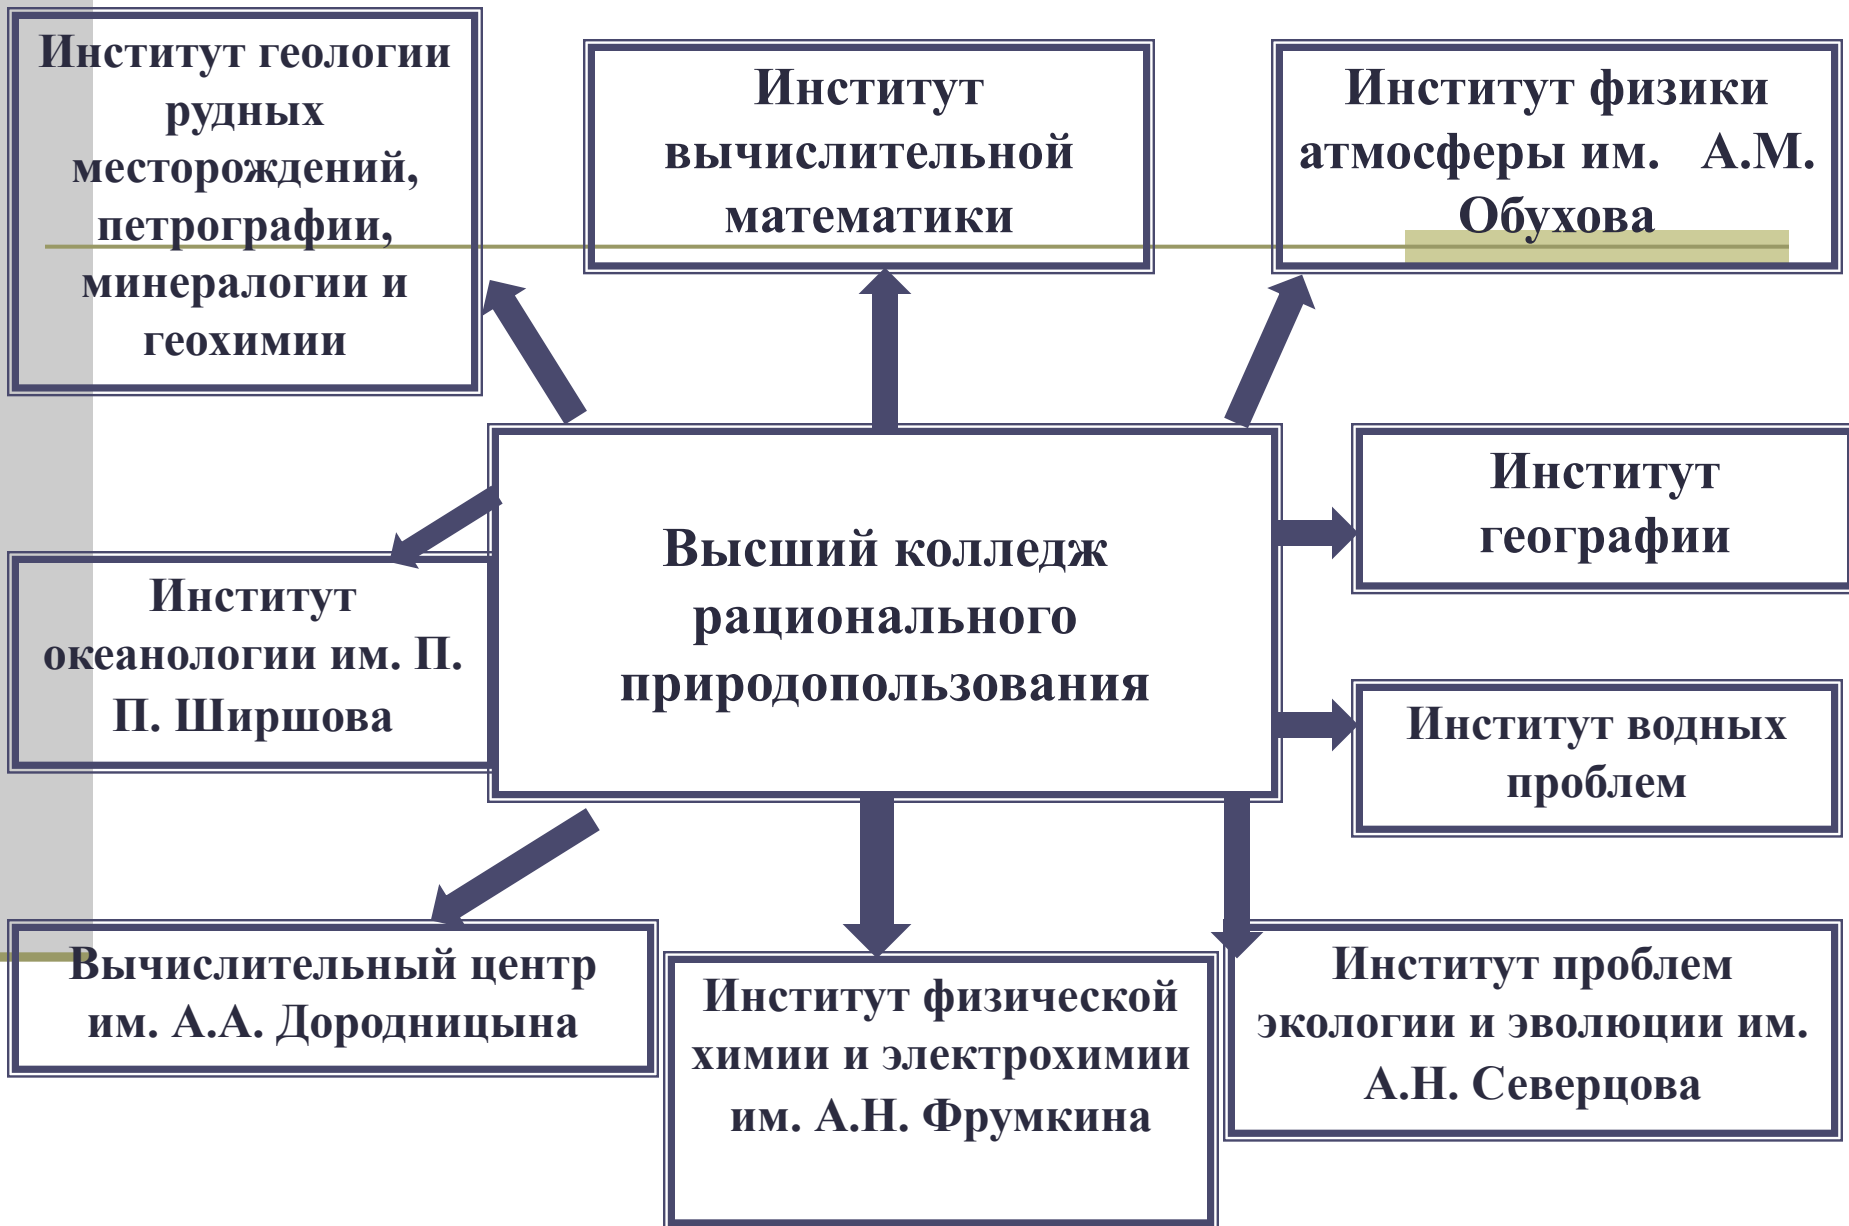 Институт геологии
рудных
месторождений,
петрографии,
минералогии и
геохимии
Институт
вычислительной
математики
Институт физики
атмосферы им. А.М.
Обухова
Высший колледж
рационального
природопользования
Институт
географии
Институт
океанологии им. П.
П. Ширшова
Институт водных
проблем
Вычислительный центр
им. А.А. Дородницына
Институт физической
химии и электрохимии
им. А.Н. Фрумкина
Институт проблем
экологии и эволюции им.
А.Н. Северцова